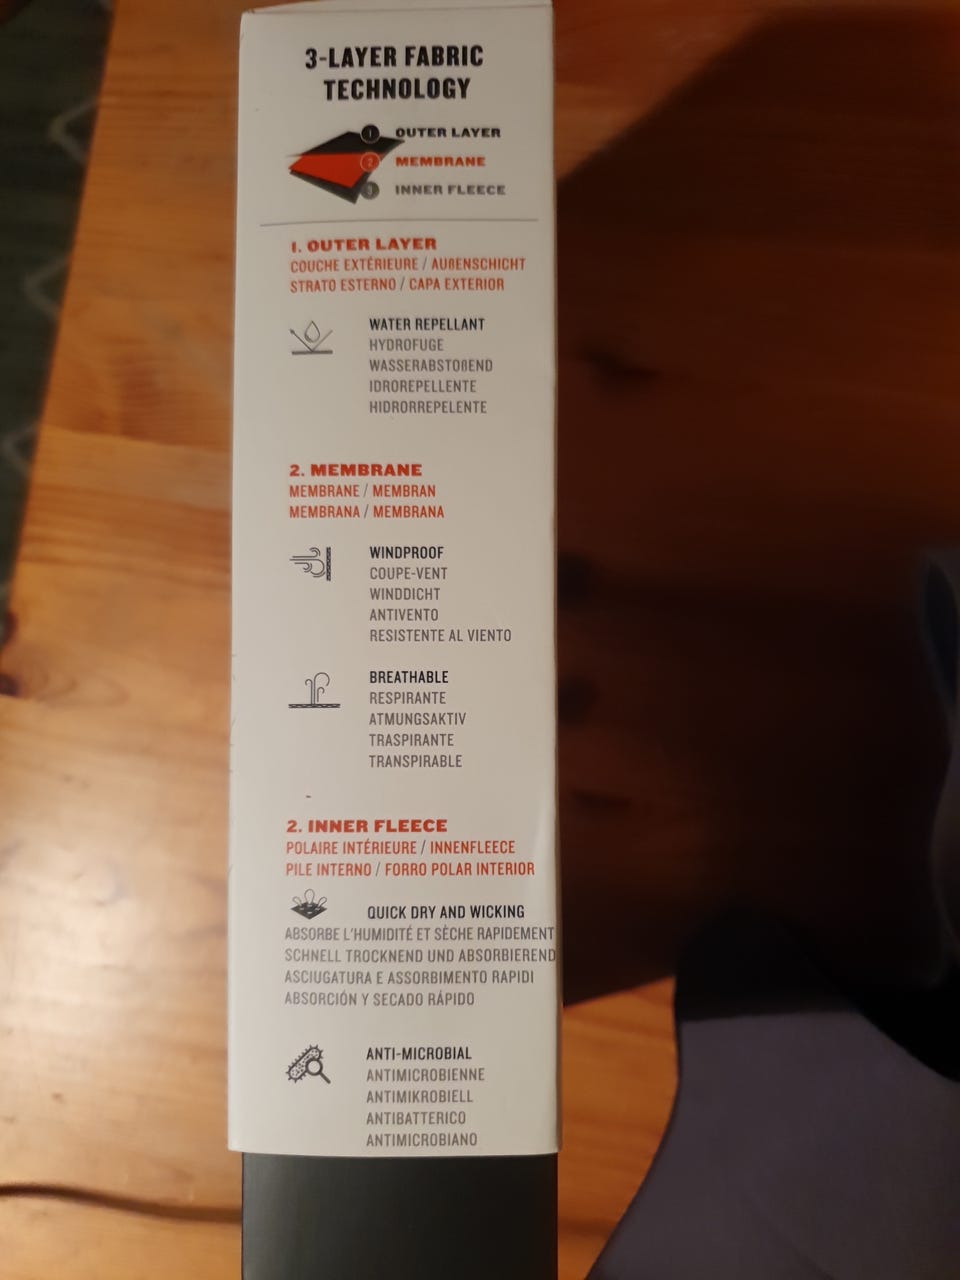 3-LAYER FABRIC
TECHNOLOGY
1 OUTER LAYER
2 MEMBRANE
3 INNER FLEECE
1. OUTER LAYER
COUCHE EXTÉRIEURE / AUßENSCHICHT
STRATO ESTERNO / CAPA EXTERIOR
WATER REPELLANT
HYDROFUGE
WASSERABSTOßEND
IDROREPELLENTE
HIDRORREPELENTE
2. MEMBRANE
MEMBRANE / MEMBRAN
MEMBRANA / MEMBRANA
WINDPROOF
COUPE-VENT
WINDDICHT
ANTIVENTO
RESISTENTE AL VIENTO
BREATHABLE
RESPIRANTE
ATMUNGSAKTIV
TRASPIRANTE
TRANSPIRABLE
2. INNER FLEECE
POLAIRE INTÉRIEURE / INNENFLEECE
PILE INTERNO / FORRO POLAR INTERIOR
QUICK DRY AND WICKING
ABSORBE L'HUMIDITÉ ET SÈCHE RAPIDEMENT
SCHNELL TROCKNEND UND ABSORBIEREND
ASCIUGATURA E ASSORBIMENTO RAPIDI
ABSORCIÓN Y SECADO RÁPIDO
ANTI-MICROBIAL
ANTIMICROBIENNE
ANTIMIKROBIELL
ANTIBATTERICO
ANTIMICROBIANO